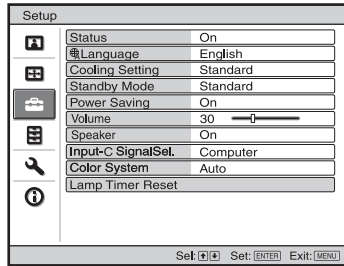 Setup
Status On
Language English
Cooling Setting Standard
Standby Mode Standard
Power Saving On
Volume 30
Speaker On
Input-C SignalSel. Computer
Color System Auto
Lamp Timer Reset
Sel: Set: ENTER Exit: MENU